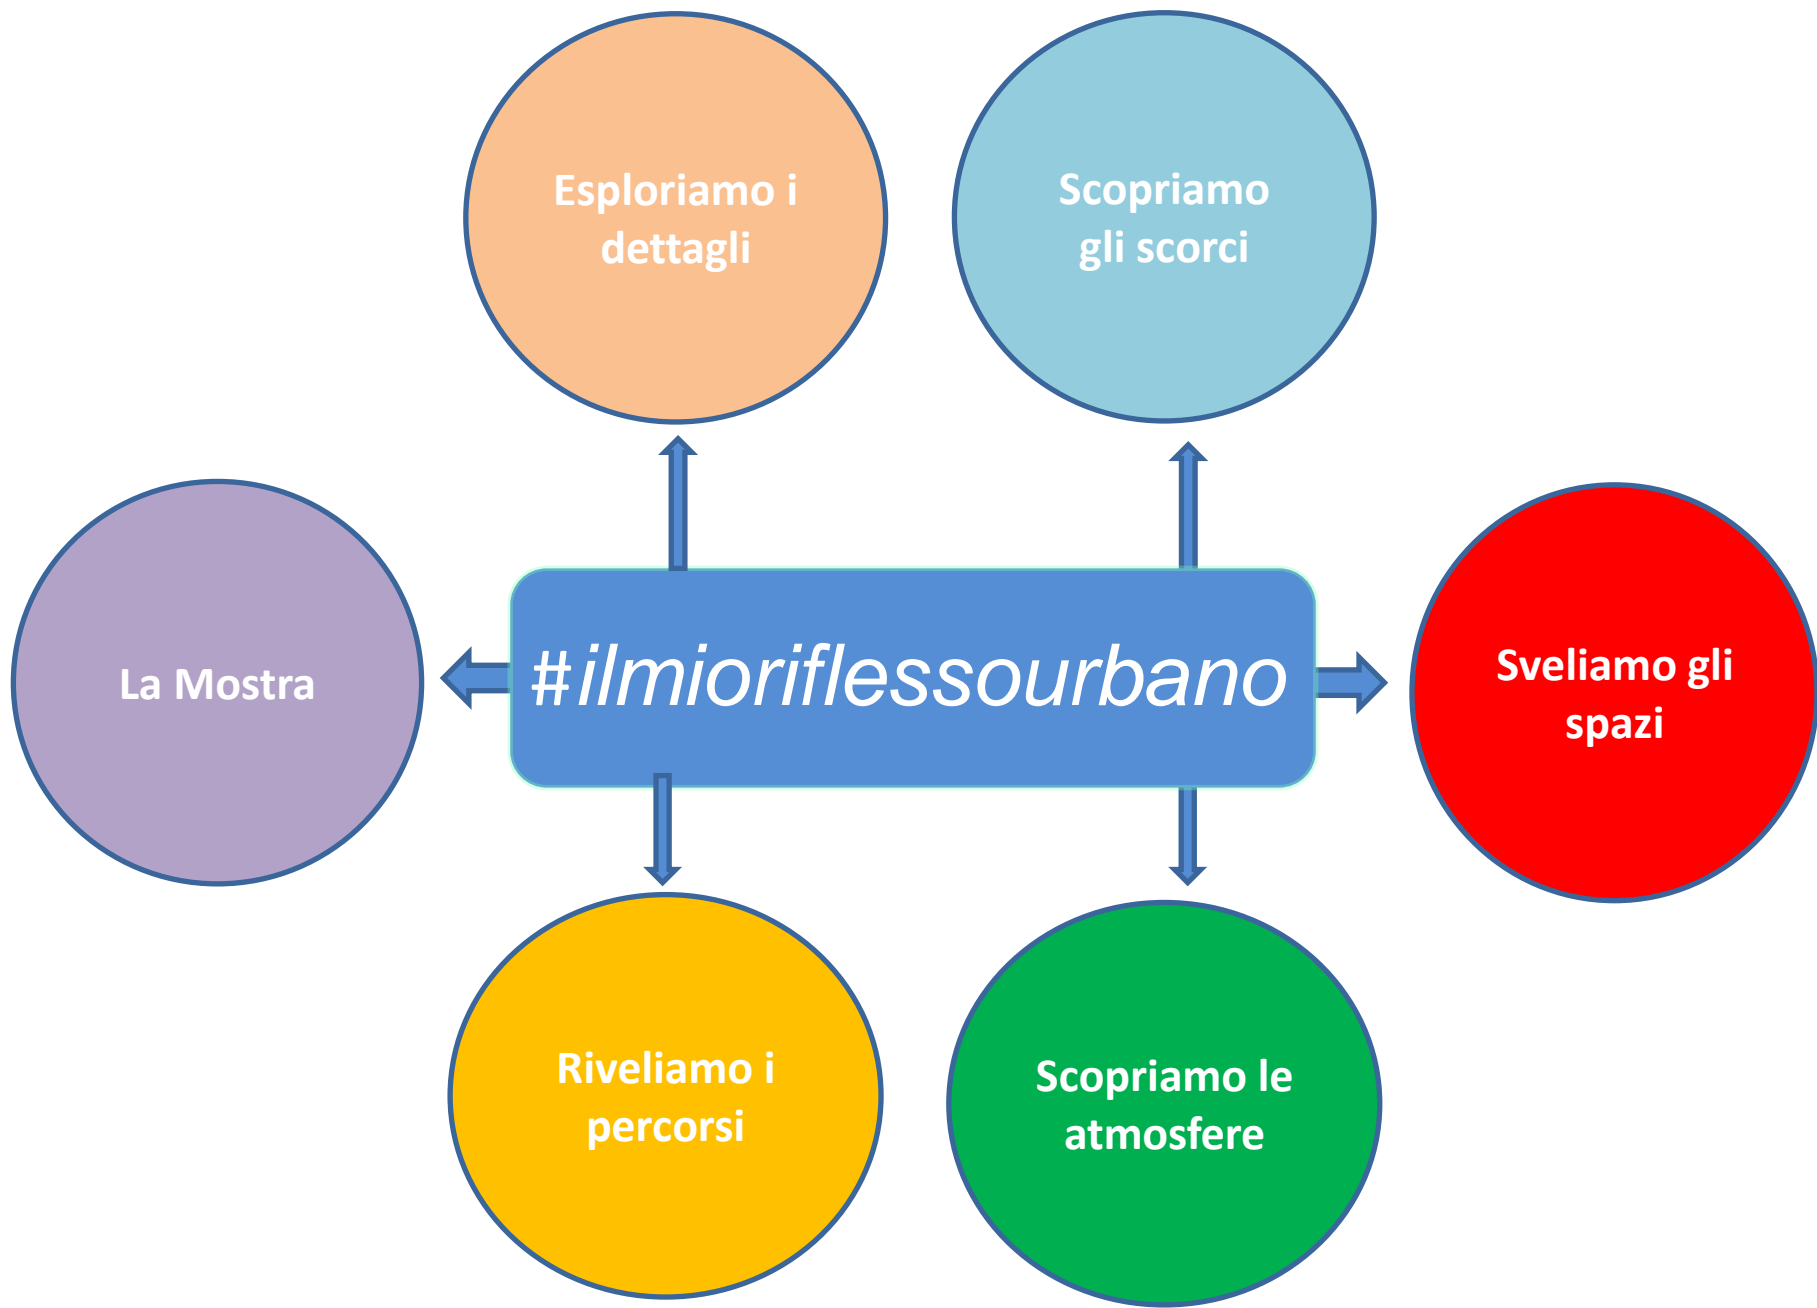 Esploriamo i
dettagli
Scopriamo
gli scorci
La Mostra
#ilmioriflessourbano
Sveliamo gli
spazi
Riveliamo i
percorsi
Scopriamo le
atmosfere